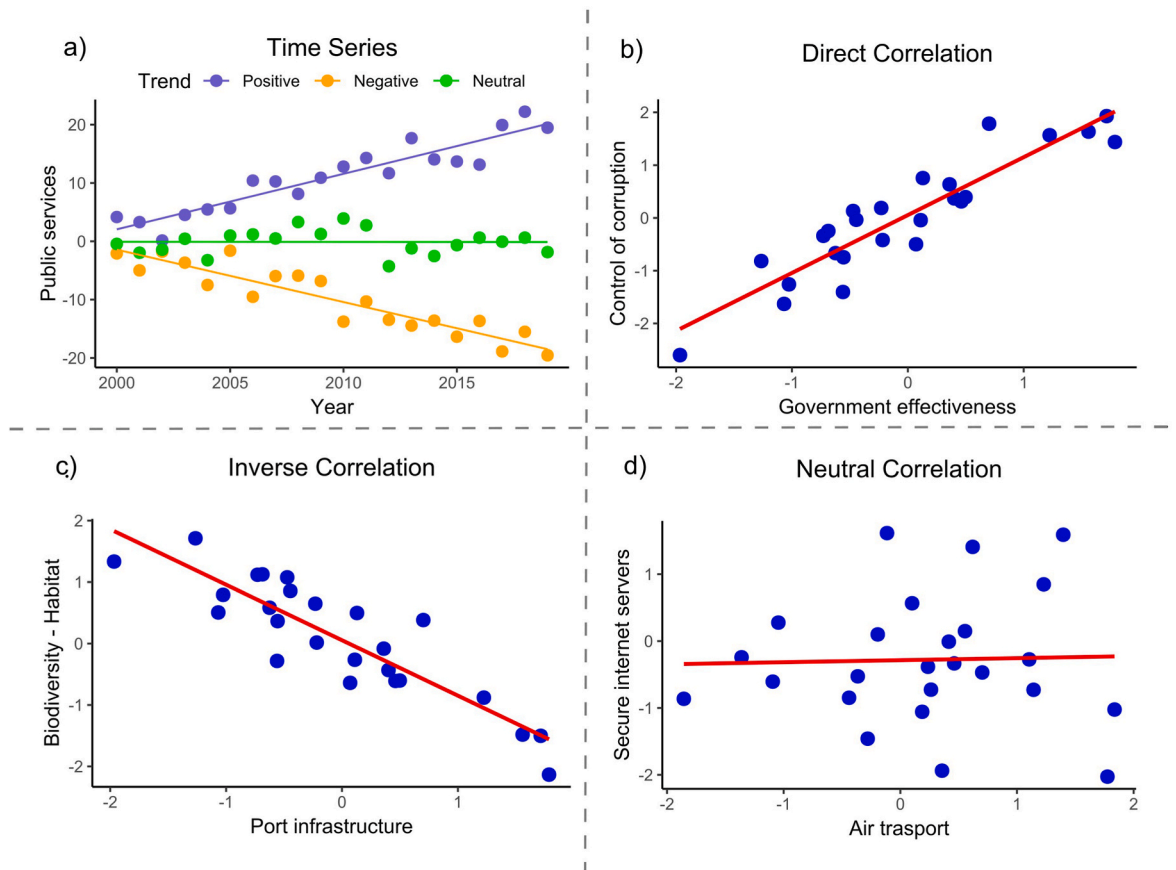 a)
Time Series
Trend Positive Negative Neutral
Public services
20
10
0
-10
-20
2000 2005 2010 2015
Year
b)
Direct Correlation
Control of corruption
2
1
0
-1
-2
-2 -1 0 1
Government effectiveness
c)
Inverse Correlation
Biodiversity - Habitat
2
1
0
-1
-2
-2 -1 0 1
Port infrastructure
d)
Neutral Correlation
Secure internet servers
1
0
-1
-2
-2 -1 0 1 2
Air trasport